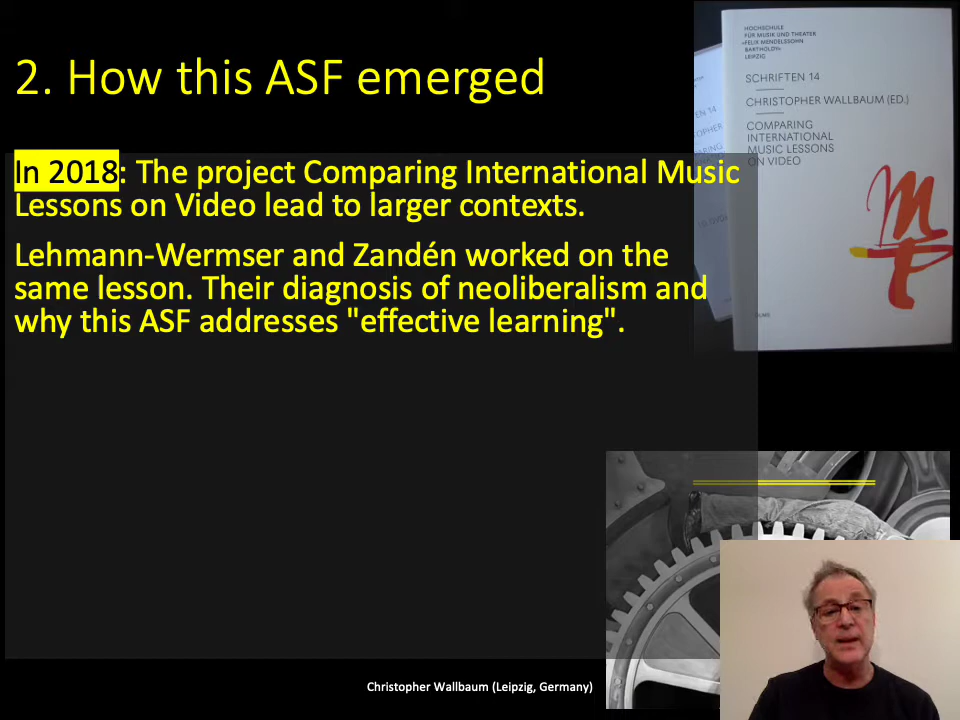 2. How this ASF emerged
In 2018: The project Comparing International Music
Lessons on Video lead to larger contexts.
Lehmann-Wermser and Zandén worked on the
same lesson. Their diagnosis of neoliberalism and
why this ASF addresses "effective learning".
HOCHSCHULE
FÜR MUSIK UND THEATER
»FELIX MENDELSSOHN
BARTHOLDY«
LEIPZIG
SCHRIFTEN 14
CHRISTOPHER WALLBAUM (ED.)
COMPARING
INTERNATIONAL
MUSIC LESSONS
ON VIDEO
EN 14
Christopher Wallbaum (Leipzig, Germany)